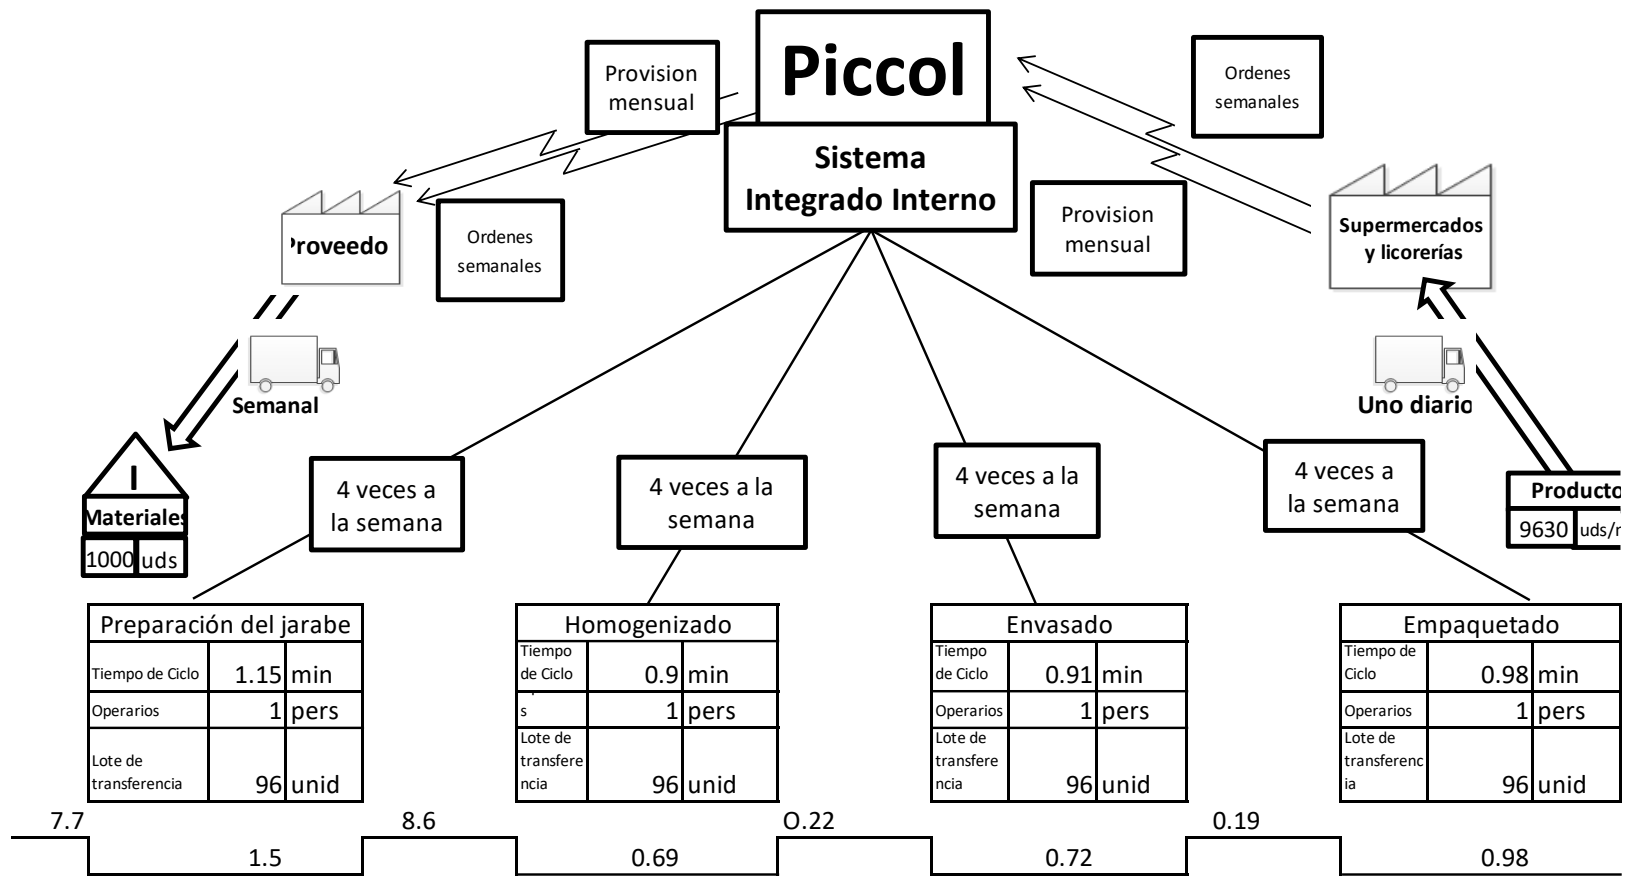 Piccol
Sistema
Integrado Interno
Provision
mensual
Ordenes
semanales
Ordenes
semanales
Provision
mensual
Proveedo
Supermercados
y licorerías
Semanal
Uno diario
I
Materiales
1000 uds
4 veces a
la semana
4 veces a la
semana
4 veces a la
semana
4 veces a
la semana
Producto
9630 uds/
Preparación del jarabe
Tiempo de Ciclo 1.15 min
Operarios 1 pers
Lote de
transferencia 96 unid
Homogenizado
Tiempo
de Ciclo 0.9 min
s 1 pers
Lote de
transfere
ncia 96 unid
Envasado
Tiempo
de Ciclo 0.91 min
Operarios 1 pers
Lote de
transfere
ncia 96 unid
Empaquetado
Tiempo de
Ciclo 0.98 min
Operarios 1 pers
Lote de
transferenc
ia 96 unid
7.7 8.6 O.22 0.19
1.5 0.69 0.72 0.98